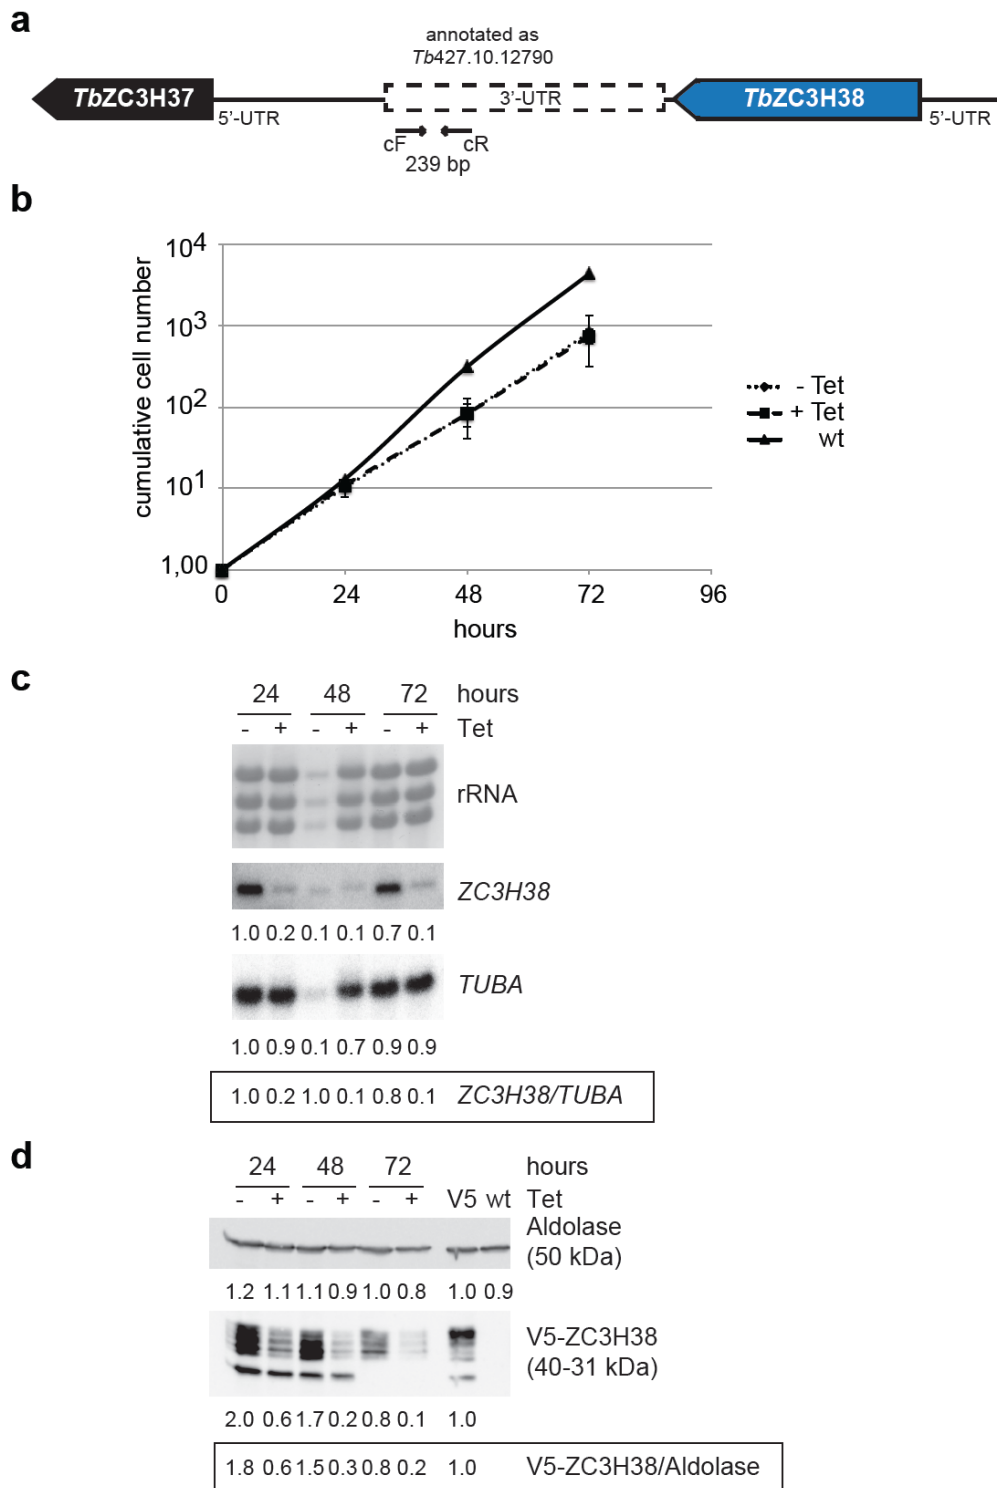 a
annotated as
Tb427.10.12790
TbZC3H37
3'-UTR
TbZC3H38
5'-UTR
5'-UTR
cF
cR
239 bp
b
cumulative cell number
10^4
10^3
10^2
10^1
1,00
0 24 48 72 96
hours
- Tet
+ Tet
wt
c
24 48 72 hours
- + - + - + Tet
rRNA
ZC3H38
1.0 0.2 0.1 0.1 0.7 0.1
TUBA
1.0 0.9 0.1 0.7 0.9 0.9
1.0 0.2 1.0 0.1 0.8 0.1 ZC3H38/TUBA
d
24 48 72 hours
- + - + - + V5 wt Tet
Aldolase
(50 kDa)
1.2 1.1 1.1 0.9 1.0 0.8 1.0 0.9
V5-ZC3H38
(40-31 kDa)
2.0 0.6 1.7 0.2 0.8 0.1 1.0
1.8 0.6 1.5 0.3 0.8 0.2 1.0 V5-ZC3H38/Aldolase